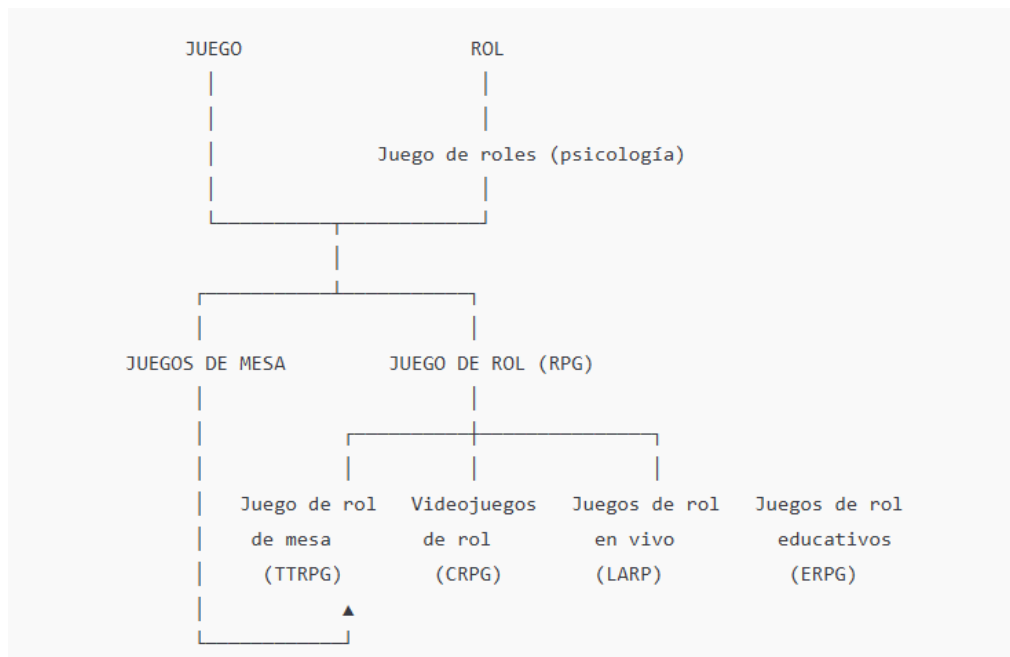 JUEGO ROL
Juego de roles (psicología)
JUEGOS DE MESA JUEGO DE ROL (RPG)
Juego de rol Videojuegos Juegos de rol Juegos de rol
de mesa de rol en vivo educativos
(TTRPG) (CRPG) (LARP) (ERPG)